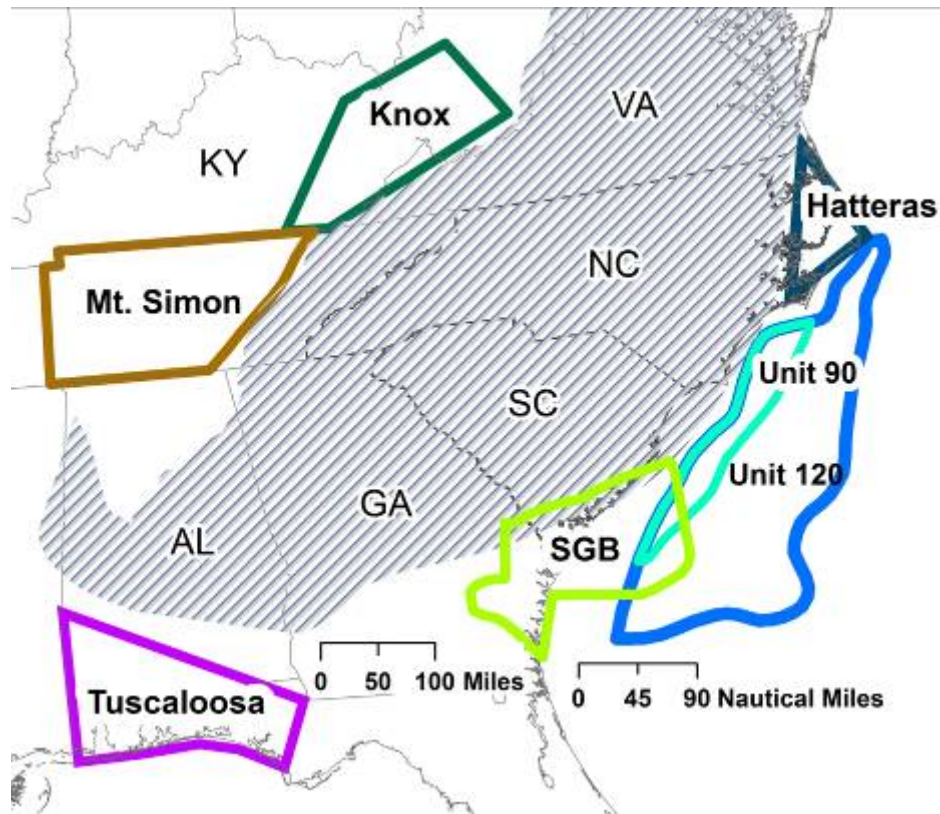 VA
Knox
KY
Hatteras
NC
Mt. Simon
Unit 90
SC
Unit 120
GA
AL
SGB
Tuscaloosa
0 50 100 Miles
0 45 90 Nautical Miles